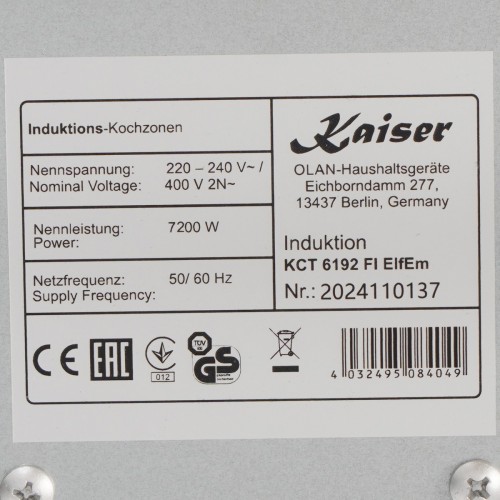 Induktions-Kochzonen
Nennspannung: 220 – 240 V~ /
Nominal Voltage: 400 V 2N~
Nennleistung: 7200 W
Power:
Netzfrequenz: 50/ 60 Hz
Supply Frequency:
Kaiser
OLAN-Haushaltsgeräte
Eichborndamm 277,
13437 Berlin, Germany
Induktion
KCT 6192 FI ElfEm
Nr.: 2024110137
CE EAC 012 TÜV GS
4 032495 084049